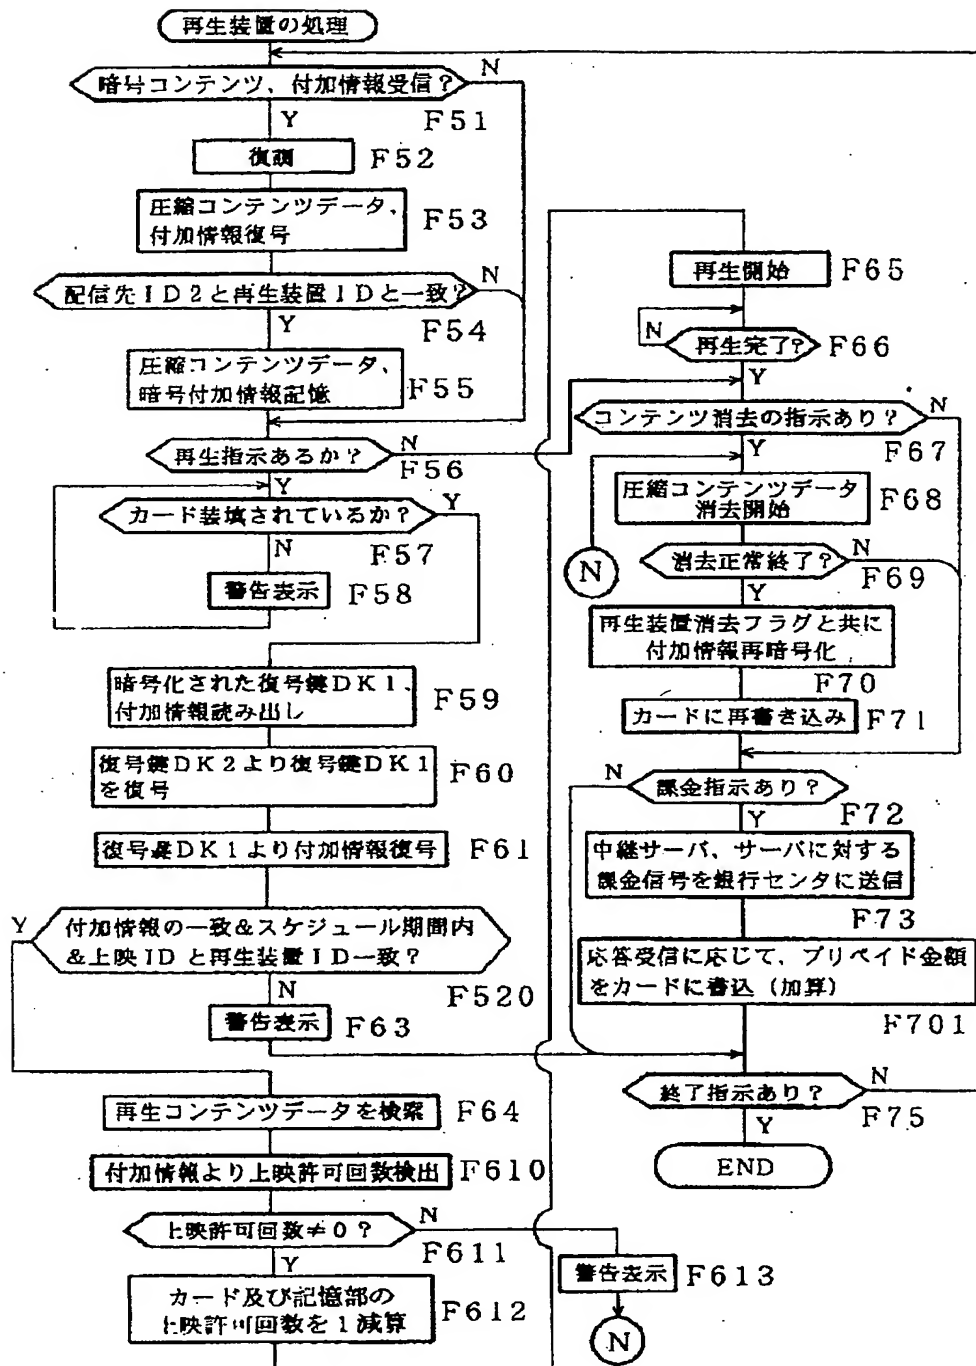 再生装置の処理
暗号コンテンツ、付加情報受信?
N
Y
F51
復調
F52
圧縮コンテンツデータ、
付加情報復号
F53
配信先ID2と再生装置IDと一致?
N
Y
F54
圧縮コンテンツデータ、
暗号付加情報記憶
F55
再生指示あるか?
N
F56
Y
カード装填されているか?
Y
F57
N
警告表示
F58
暗号化された復号鍵DK1、
付加情報読み出し
F59
復号鍵DK2より復号鍵DK1
を復号
F60
復号鍵DK1より付加情報復号
F61
Y
付加情報の一致&スケジュール期間内
&上映IDと再生装置ID一致?
F520
N
警告表示
F63
再生コンテンツデータを検索
F64
付加情報より上映許可回数検出
F610
上映許可回数≠0?
N
F611
Y
カード及び記憶部の
上映許可回数を1減算
F612
警告表示
F613
N
再生開始
F65
N
再生完了?
F66
Y
コンテンツ消去の指示あり?
N
F67
Y
圧縮コンテンツデータ
消去開始
F68
N
消去正常終了?
N
F69
Y
再生装置消去フラグと共に
付加情報再暗号化
F70
カードに再書き込み
F71
N
課金指示あり?
F72
Y
中継サーバ、サーバに対する
課金信号を銀行センタに送信
F73
応答受信に応じて、プリペイド金額
をカードに書込(加算)
F701
終了指示あり?
N
F75
Y
END